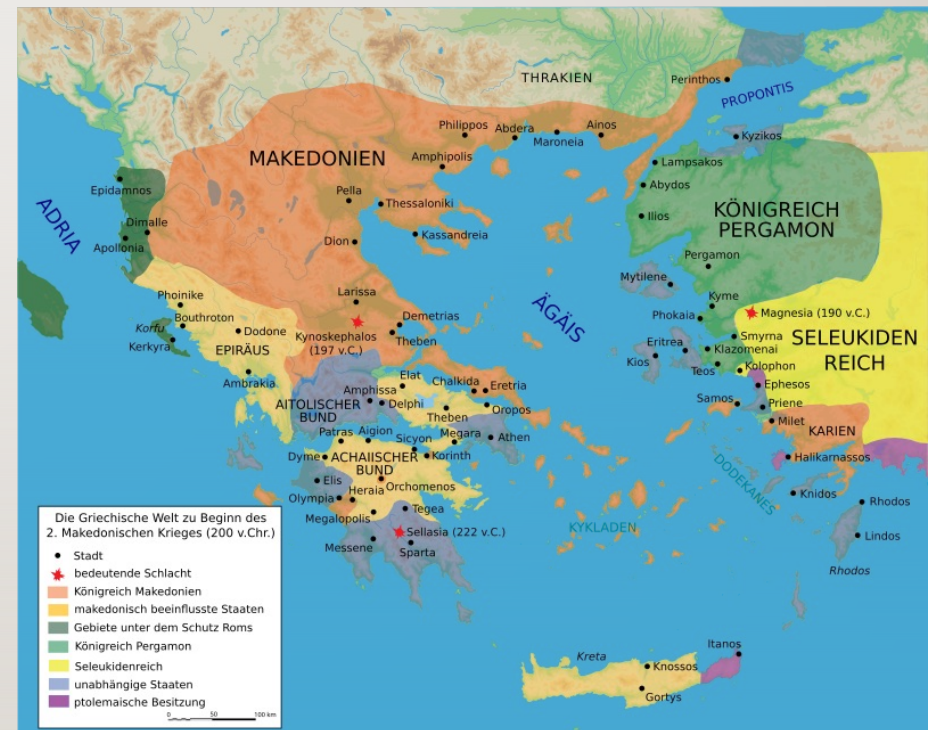 THRAKIEN
Perinthos
PROPONTIS
Kyzikos
Philippos
Abdera
Maroneia
Ainos
MAKEDONIEN
Amphipolis
Lampsakos
Abydos
Epidamnos
Pella
Thessaloniki
Ilios
KÖNIGREICH
PERGAMON
ADRIA
Dimalle
Apollonia
Dion
Kassandreia
Pergamon
Mytilene
Larissa
Phoinike
Bouthroton
Korfu
Kerkyra
Dodone
EPIRÄUS
Kynoskephalos
(197 v.C.)
Demetrias
Theben
ÄGÄIS
Kyme
Phokaia
Magnesia (190 v.C.)
SELEUKIDEN
REICH
Smyrna
Eritrea
Klazomenai
Kios
Teos
Kolophon
Ambrakia
Elat
Chalkida
Eretria
Amphissa
AITOLISCHER
BUND
Delphi
Theben
Oropos
Samos
Ephesos
Priene
Milet
KARIEN
Patras
Aigion
Sicyon
Megara
Athen
Dyme
ACHAIISCHER
BUND
Korinth
Halikarnassos
Elis
Orchomenos
Olympia
Heraia
DODEKANES
Knidos
Rhodos
Megalopolis
Tegea
KYKLADEN
Lindos
Sellasia (222 v.C.)
Messene
Sparta
Rhodos
Itanos
Kreta
Knossos
Gortys
Die Griechische Welt zu Beginn des
2. Makedonischen Krieges (200 v.Chr.)
Stadt
bedeutende Schlacht
Königreich Makedonien
makedonisch beeinflusste Staaten
Gebiete unter dem Schutz Roms
Königreich Pergamon
Seleukidenreich
unabhängige Staaten
ptolemaische Besitzung
0 50 100 km